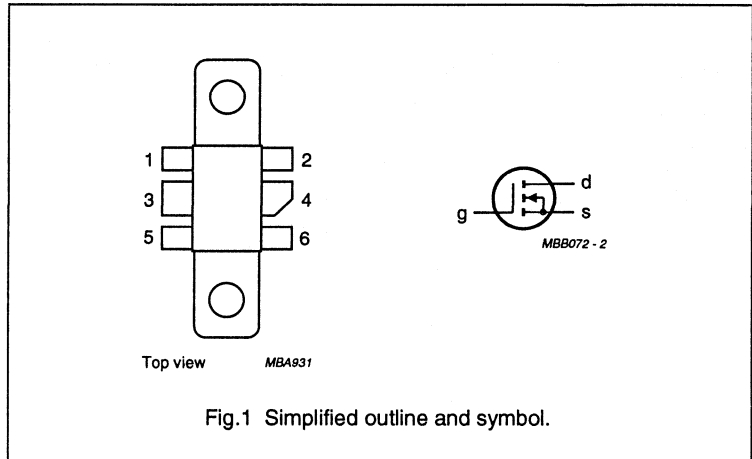 1 2
3 4
5 6
Top view MBA931
d
g s
MBB072 - 2
Fig.1 Simplified outline and symbol.